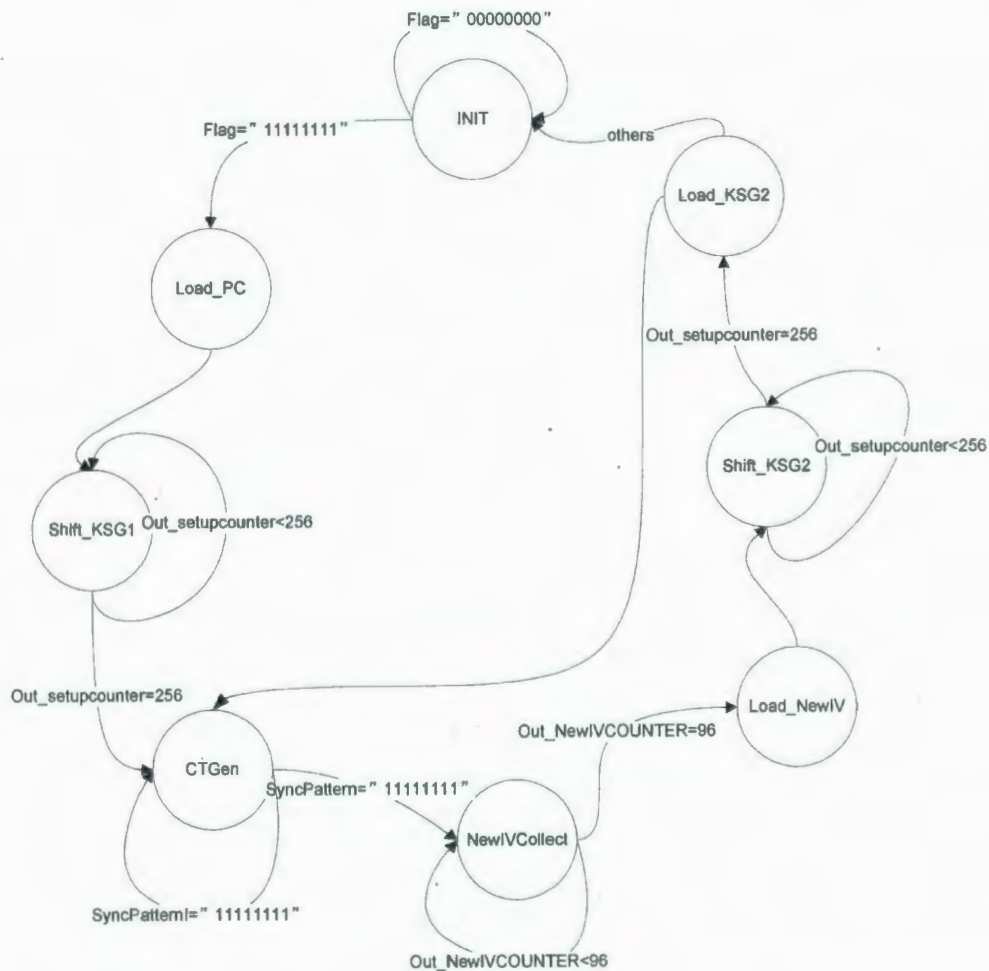 Flag=" 00000000"
INIT
Flag=" 11111111"
others
Load_KSG2
Load_PC
Out_setupcounter=256
Shift_KSG1
Out_setupcounter<256
Shift_KSG2
Out_setupcounter<256
Out_setupcounter=256
Load_NewIV
Out_NewIVCOUNTER=96
CTGen
SyncPattern=" 11111111"
NewIVCollect
SyncPattern!=" 11111111"
Out_NewIVCOUNTER<96